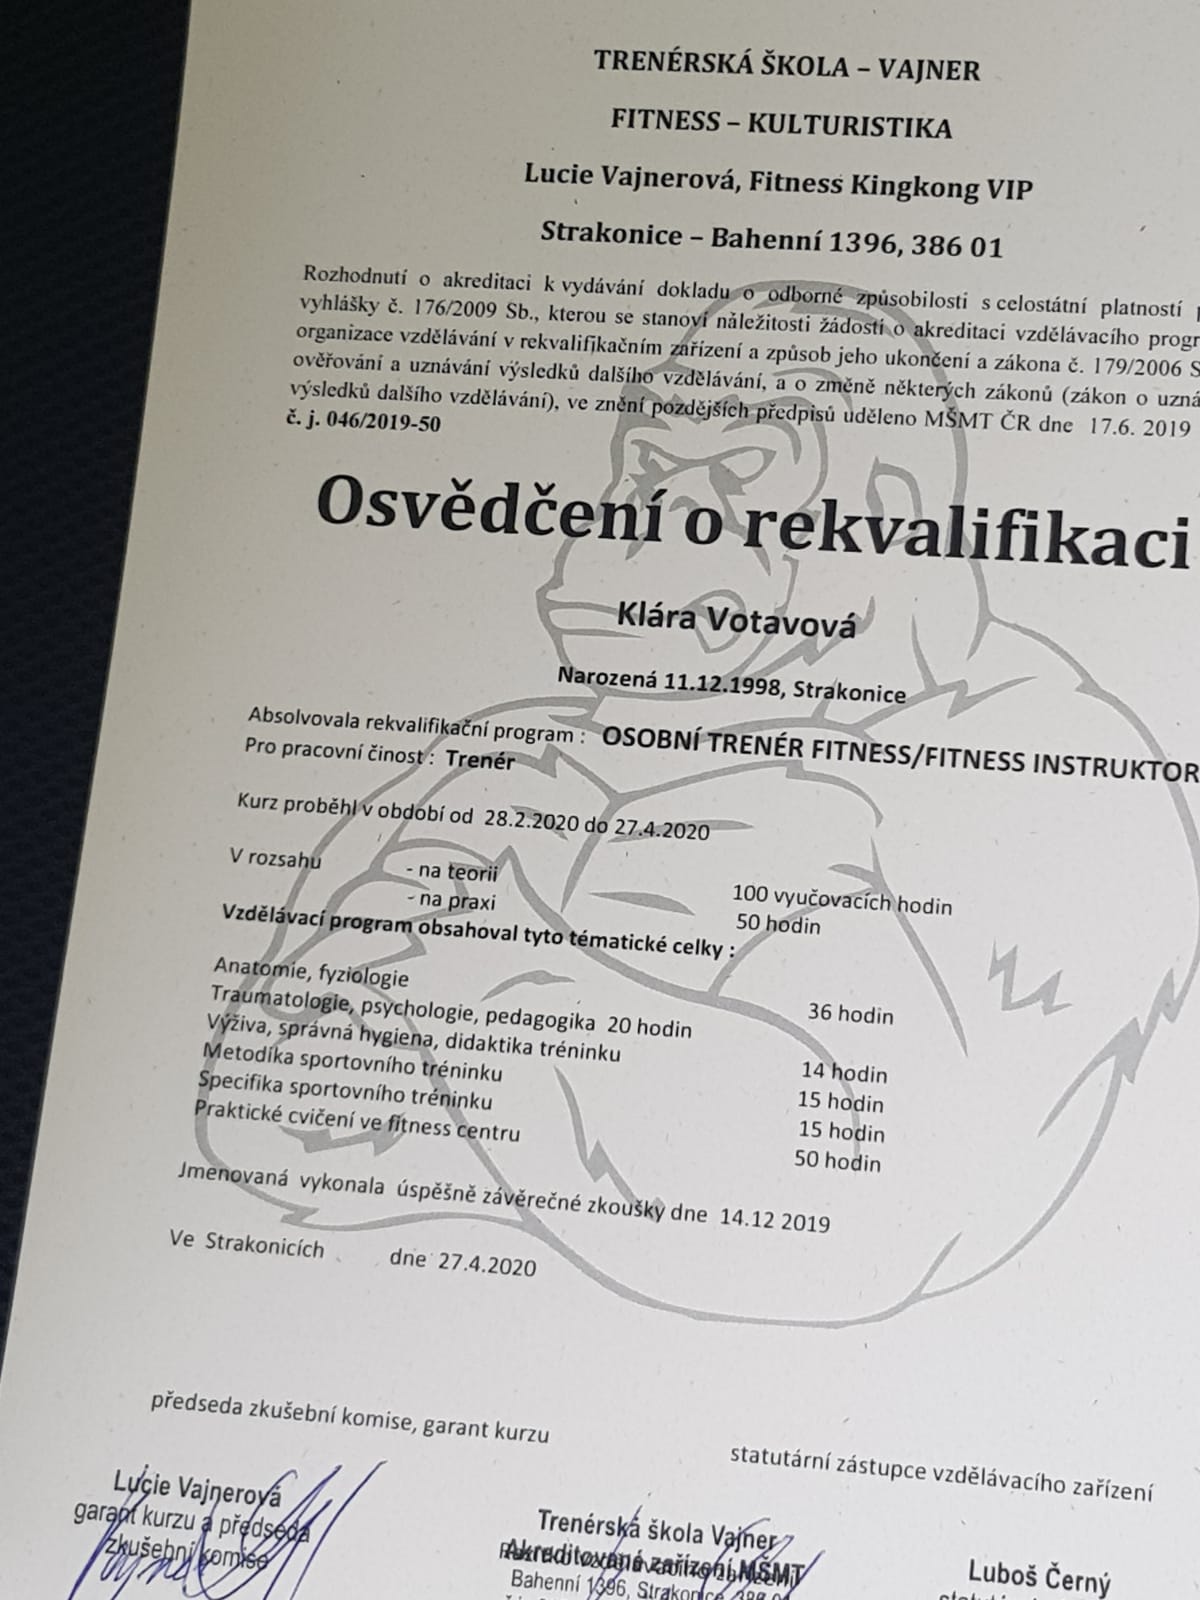 TRENÉRSKÁ ŠKOLA – VAJNER
FITNESS – KULTURISTIKA
Lucie Vajnerová, Fitness Kingkong VIP
Strakonice – Bahenní 1396, 386 01
Rozhodnutí o akreditaci k vydávání dokladu o odborné způsobilosti s celostátní platností
vyhlášky č. 176/2009 Sb., kterou se stanoví náležitosti žádosti o akreditaci vzdělávacího progr
organizace vzdělávání v rekvalifikačním zařízení a způsob jeho ukončení a zákona č. 179/2006 S
ověřování a uznávání výsledků dalšího vzdělávání, a o změně některých zákonů (zákon o uzná
výsledků dalšího vzdělávání), ve znění pozdějších předpisů uděleno MŠMT ČR dne 17.6. 2019
č. j. 046/2019-50
Osvědčení o rekvalifikaci
Klára Votavová
Narozená 11.12.1998, Strakonice
Absolvovala rekvalifikační program : OSOBNÍ TRENÉR FITNESS/FITNESS INSTRUKTOR
Pro pracovní činost : Trenér
Kurz proběhl v období od 28.2.2020 do 27.4.2020
V rozsahu - na teorii 100 vyučovacích hodin
- na praxi 50 hodin
Vzdělávací program obsahoval tyto tématické celky :
Anatomie, fyziologie 36 hodin
Traumatologie, psychologie, pedagogika 20 hodin
Výživa, správná hygiena, didaktika tréninku 14 hodin
Metodika sportovního tréninku 15 hodin
Specifika sportovního tréninku 15 hodin
Praktické cvičení ve fitness centru 50 hodin
Jmenovaná vykonala úspěšně závěrečné zkoušky dne 14.12 2019
Ve Strakonicích dne 27.4.2020
předseda zkušební komise, garant kurzu
statutární zástupce vzdělávacího zařízení
Lucie Vajnerová
garant kurzu a předseda
zkušební komise
Trenérská škola Vajner
Akreditované zařízení MŠMT
Bahenní 1396, Strakonice, 386 01
Luboš Černý